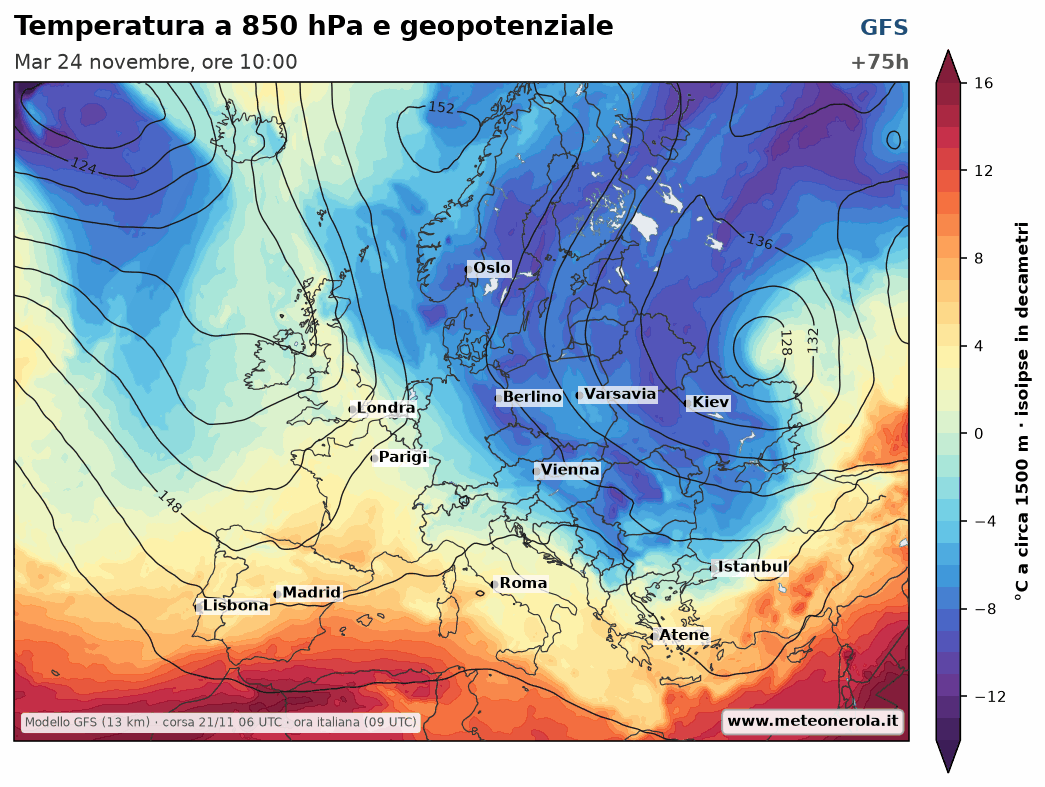 Temperatura a 850 hPa e geopotenziale
GFS
Mar 24 novembre, ore 10:00
+75h
152
124
136
128
132
148
Oslo
Berlino
Varsavia
Kiev
Londra
Parigi
Vienna
Istanbul
Roma
Madrid
Lisbona
Atene
Modello GFS (13 km) · corsa 21/11 06 UTC · ora italiana (09 UTC)
www.meteonerola.it
16
12
8
4
0
−4
−8
−12
°C a circa 1500 m · isoipse in decametri